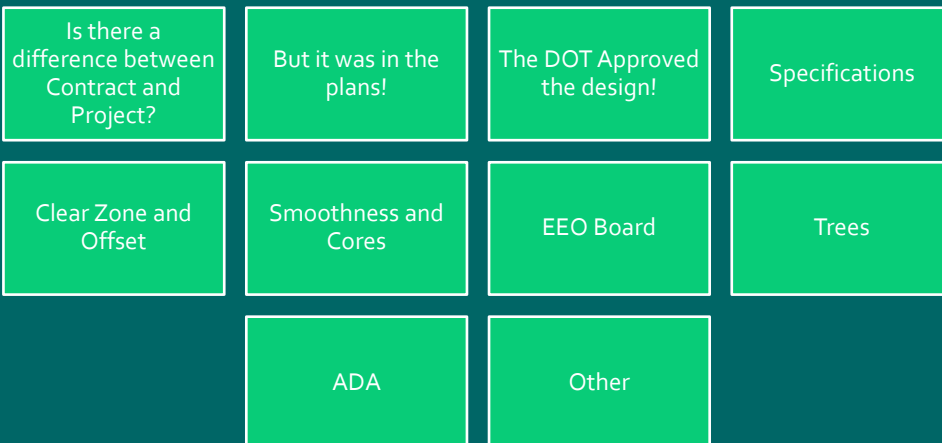 Is there a
difference between
Contract and
Project?
But it was in the
plans!
The DOT Approved
the design!
Specifications
Clear Zone and
Offset
Smoothness and
Cores
EEO Board
Trees
ADA
Other